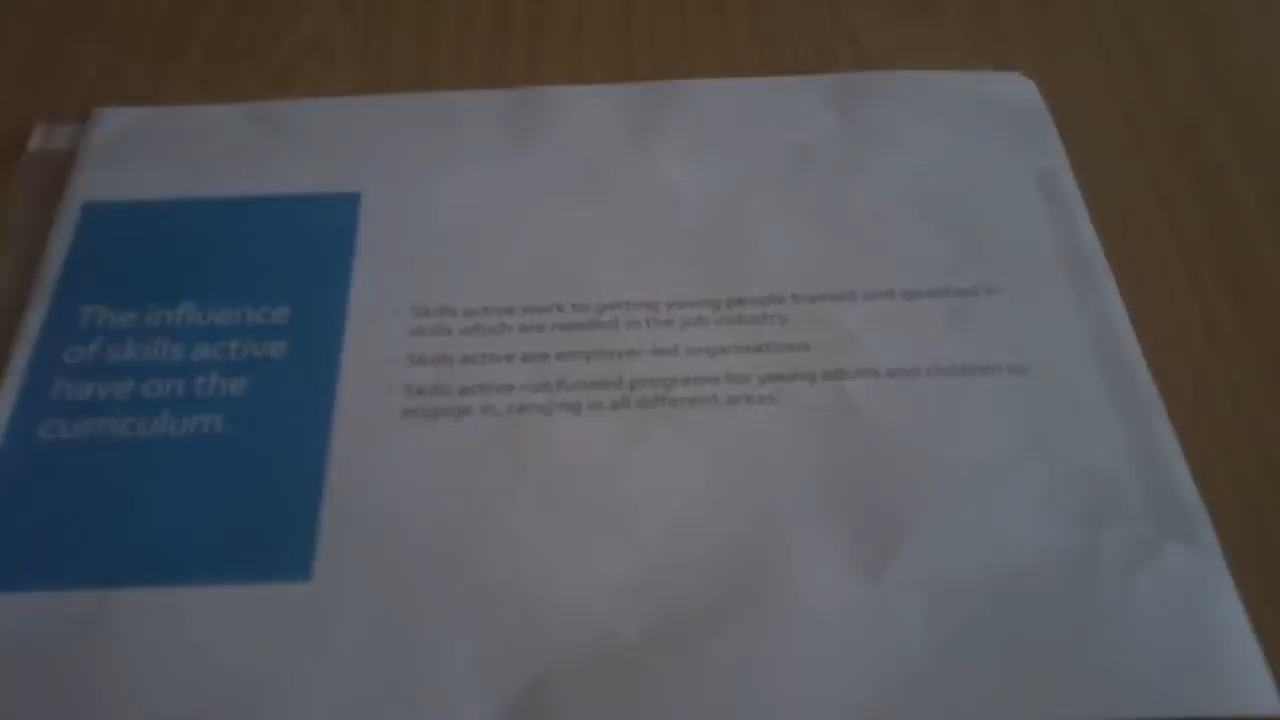 The influence
of skills active
have on the
curriculum.
Skills active work to getting young people trained and qualified in
skills which are needed in the job industry
Skills active are employer-led organisations
Skills active run funded programs for young adults and children to
engage in, ranging in all different areas.